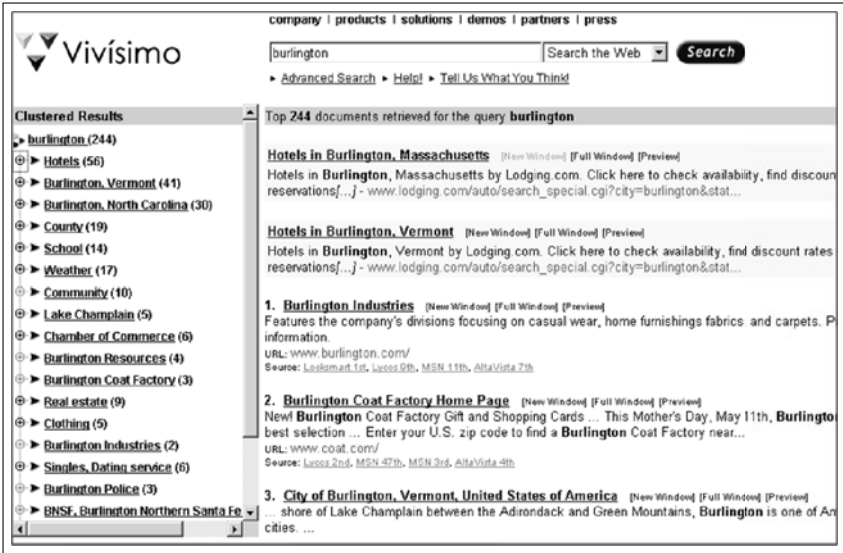 company | products | solutions | demos | partners | press
Vivísimo
burlington Search the Web Search
Advanced Search Help! Tell Us What You Think!
Clustered Results
burlington (244)
Hotels (56)
Burlington, Vermont (41)
Burlington, North Carolina (30)
County (19)
School (14)
Weather (17)
Community (10)
Lake Champlain (5)
Chamber of Commerce (6)
Burlington Resources (4)
Burlington Coat Factory (3)
Real estate (9)
Clothing (5)
Burlington Industries (2)
Singles, Dating service (6)
Burlington Police (3)
BNSF, Burlington Northern Santa Fe
Top 244 documents retrieved for the query burlington
Hotels in Burlington, Massachusetts [New Window] [Full Window] [Preview]
Hotels in Burlington, Massachusetts by Lodging.com. Click here to check availability, find discoun
reservations[...] - www.lodging.com/auto/search_special.cgi?city=burlington&stat...
Hotels in Burlington, Vermont [New Window] [Full Window] [Preview]
Hotels in Burlington, Vermont by Lodging.com. Click here to check availability, find discount rates
reservations[...] - www.lodging.com/auto/search_special.cgi?city=burlington&stat...
1. Burlington Industries [New Window] [Full Window] [Preview]
Features the company's divisions focusing on casual wear, home furnishings fabrics and carpets. P
information.
URL: www.burlington.com/
Source: Looksmart 1st, Lycos 9th, MSN 11th, AltaVista 7th
2. Burlington Coat Factory Home Page [New Window] [Full Window] [Preview]
New! Burlington Coat Factory Gift and Shopping Cards ... This Mother's Day, May 11th, Burlingto
best selection ... Enter your U.S. zip code to find a Burlington Coat Factory near...
URL: www.coat.com/
Source: Lycos 2nd, MSN 47th, MSN 3rd, AltaVista 4th
3. City of Burlington, Vermont, United States of America [New Window] [Full Window] [Preview]
... shore of Lake Champlain between the Adirondack and Green Mountains, Burlington is one of Am
cities. ...